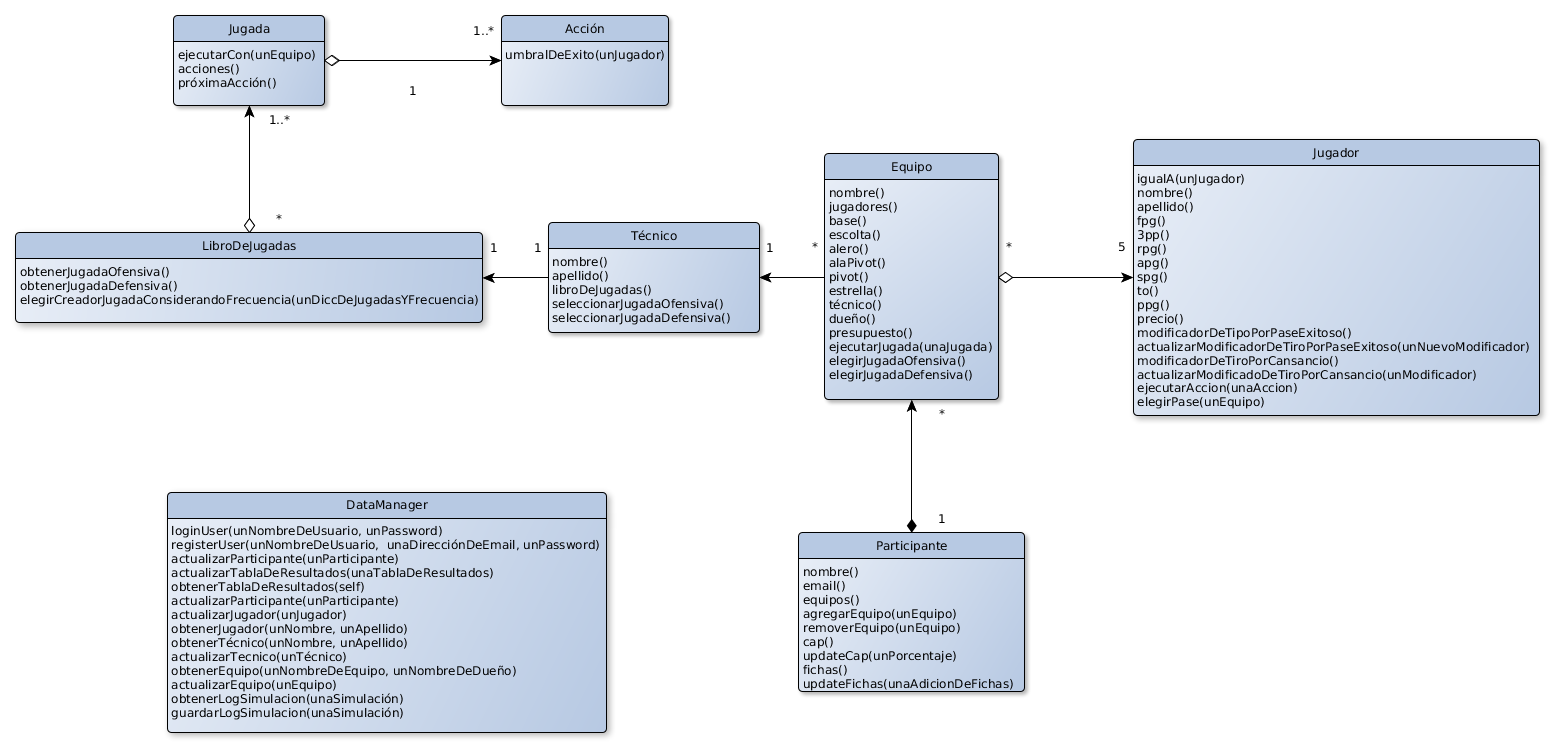 Jugada
ejecutarCon(unEquipo)
acciones()
próximaAcción()
1..*
1
Acción
umbralDeExito(unJugador)
1..*
*
LibroDeJugadas
obtenerJugadaOfensiva()
obtenerJugadaDefensiva()
elegirCreadorJugadaConsiderandoFrecuencia(unDiccDeJugadasYFrecuencia)
1
1
Técnico
nombre()
apellido()
libroDeJugadas()
seleccionarJugadaOfensiva()
seleccionarJugadaDefensiva()
1
*
Equipo
nombre()
jugadores()
base()
escolta()
alero()
alaPivot()
pivot()
estrella()
técnico()
dueño()
presupuesto()
ejecutarJugada(unaJugada)
elegirJugadaOfensiva()
elegirJugadaDefensiva()
*
5
Jugador
igualA(unJugador)
nombre()
apellido()
fpg()
3pp()
rpg()
apg()
spg()
to()
ppg()
precio()
modificadorDeTipoPorPaseExitoso()
actualizarModificadorDeTiroPorPaseExitoso(unNuevoModificador)
modificadorDeTiroPorCansancio()
actualizarModificadoDeTiroPorCansancio(unModificador)
ejecutarAccion(unaAccion)
elegirPase(unEquipo)
*
1
Participante
nombre()
email()
equipos()
agregarEquipo(unEquipo)
removerEquipo(unEquipo)
cap()
updateCap(unPorcentaje)
fichas()
updateFichas(unaAdicionDeFichas)
DataManager
loginUser(unNombreDeUsuario, unPassword)
registerUser(unNombreDeUsuario,  unaDirecciónDeEmail, unPassword)
actualizarParticipante(unParticipante)
actualizarTablaDeResultados(unaTablaDeResultados)
obtenerTablaDeResultados(self)
actualizarParticipante(unParticipante)
actualizarJugador(unJugador)
obtenerJugador(unNombre, unApellido)
obtenerTécnico(unNombre, unApellido)
actualizarTecnico(unTécnico)
obtenerEquipo(unNombreDeEquipo, unNombreDeDueño)
actualizarEquipo(unEquipo)
obtenerLogSimulacion(unaSimulación)
guardarLogSimulacion(unaSimulación)